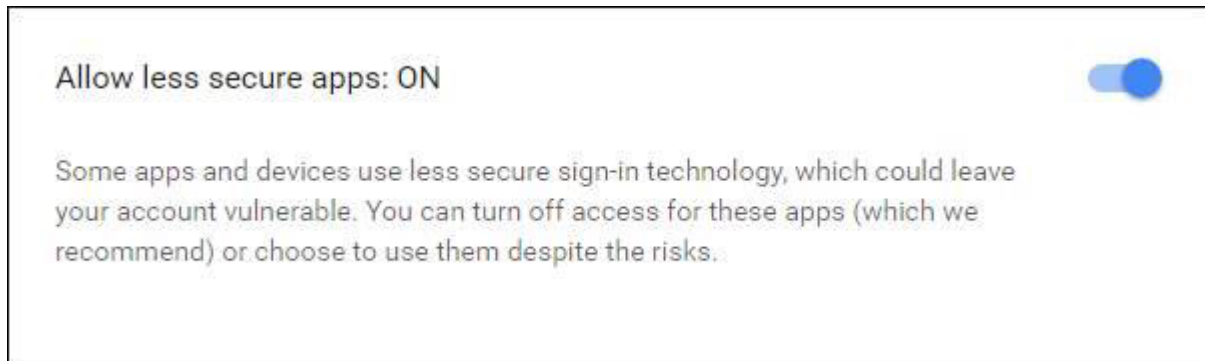 Allow less secure apps: ON
Some apps and devices use less secure sign-in technology, which could leave
your account vulnerable. You can turn off access for these apps (which we
recommend) or choose to use them despite the risks.